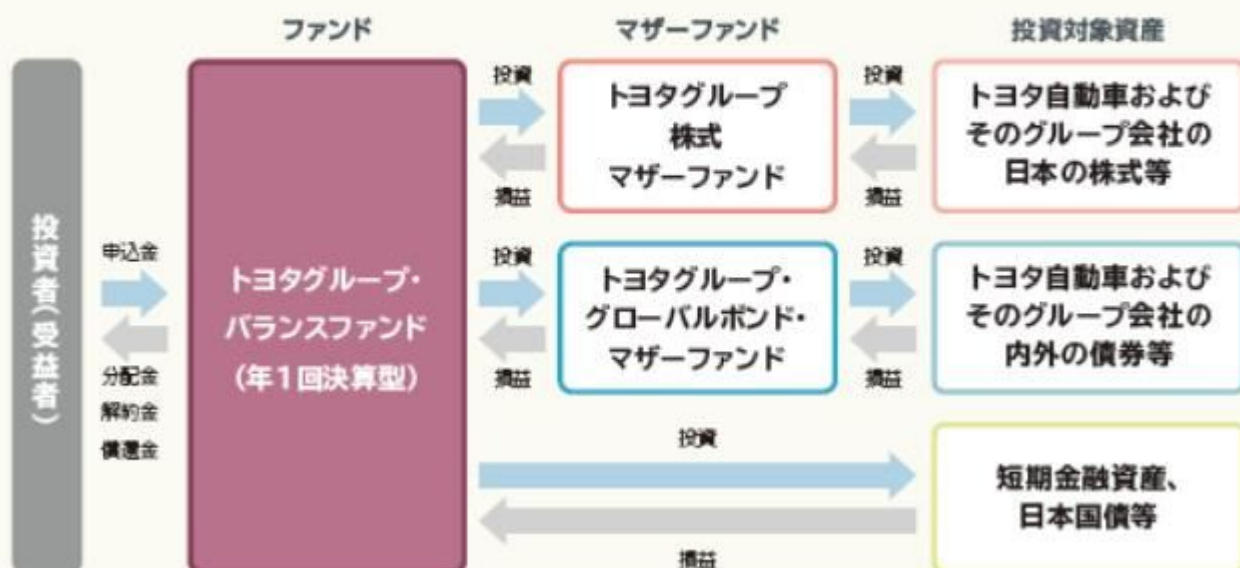 ファンド
マザーファンド
投資対象資産
投資者(受益者)
申込金
分配金
解約金
償還金
トヨタグループ・
バランスファンド
(年1回決算型)
投資
損益
トヨタグループ
株式
マザーファンド
投資
損益
トヨタ自動車および
そのグループ会社の
日本の株式等
投資
損益
トヨタグループ・
グローバルボンド・
マザーファンド
投資
損益
トヨタ自動車および
そのグループ会社の
内外の債券等
投資
損益
短期金融資産、
日本国債等